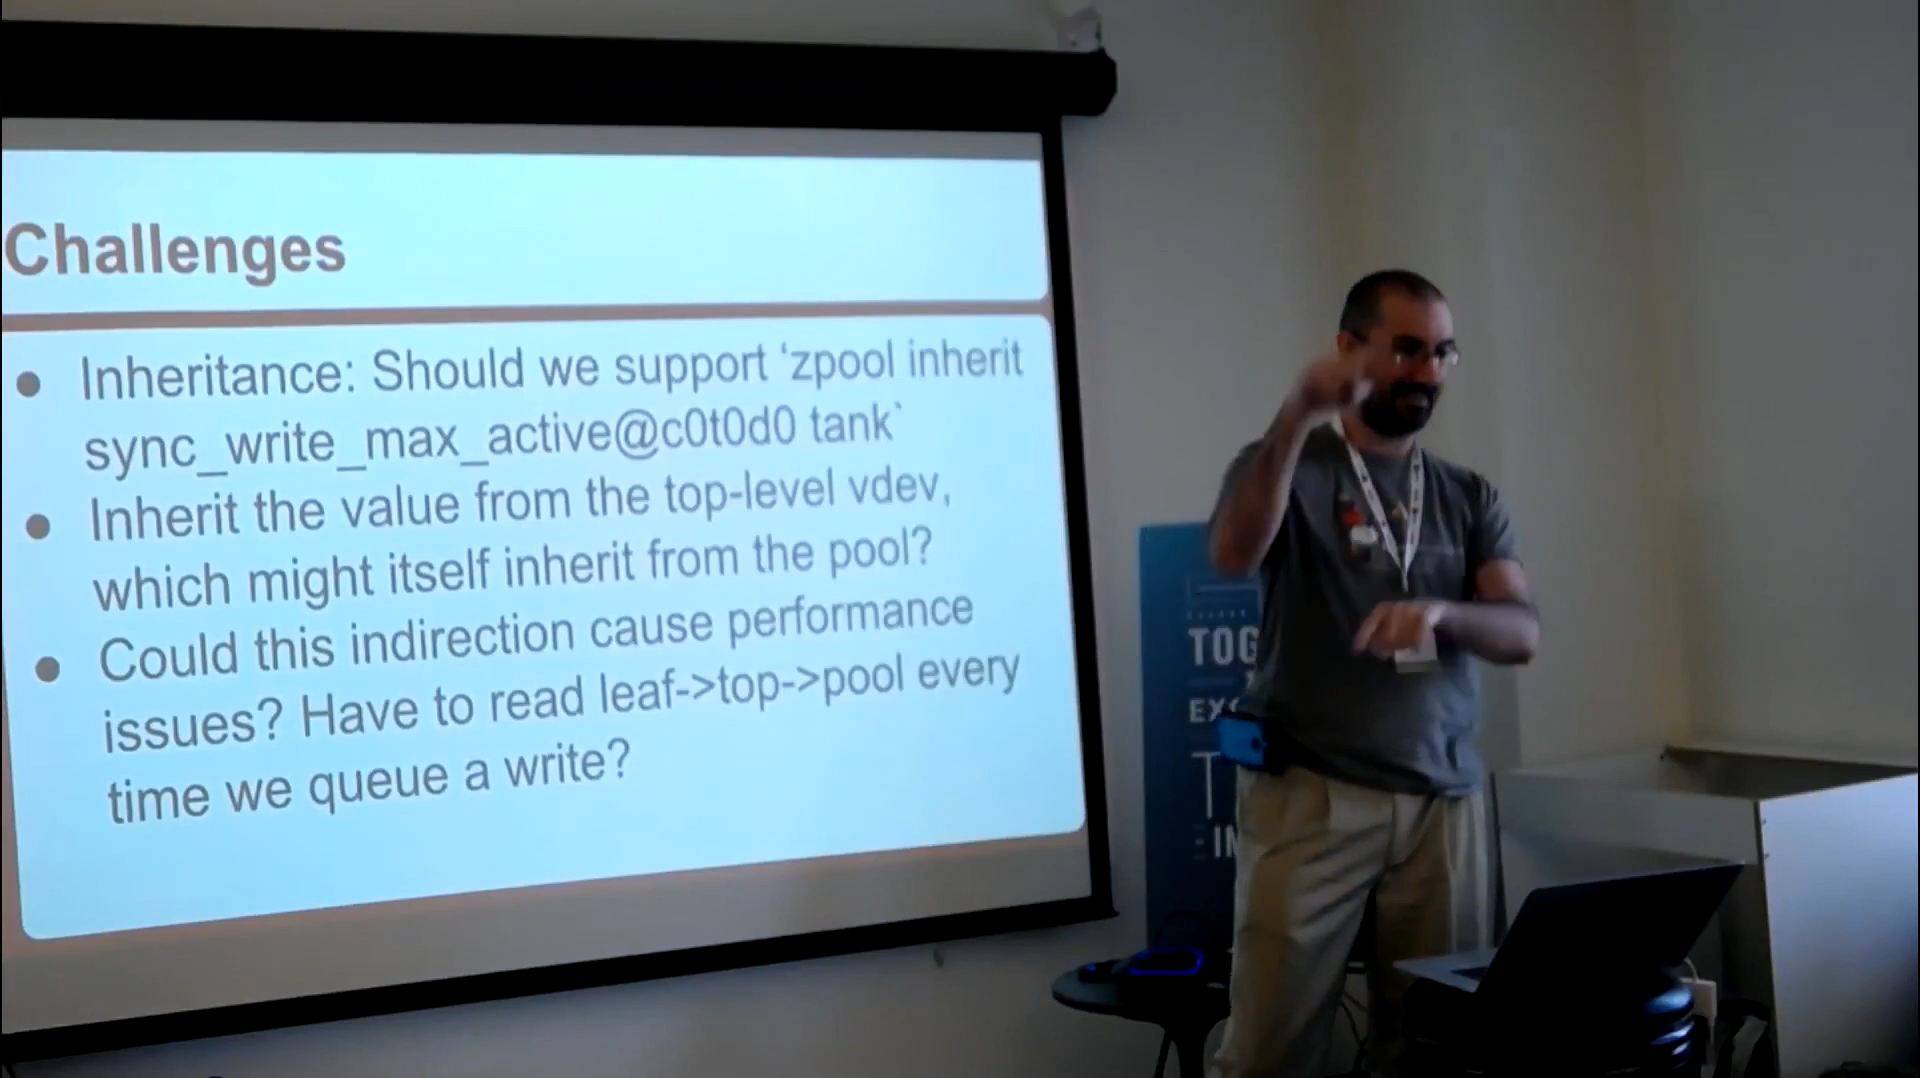 Challenges
● Inheritance: Should we support ‘zpool inherit
sync_write_max_active@c0t0d0 tank`
● Inherit the value from the top-level vdev,
which might itself inherit from the pool?
● Could this indirection cause performance
issues? Have to read leaf->top->pool every
time we queue a write?